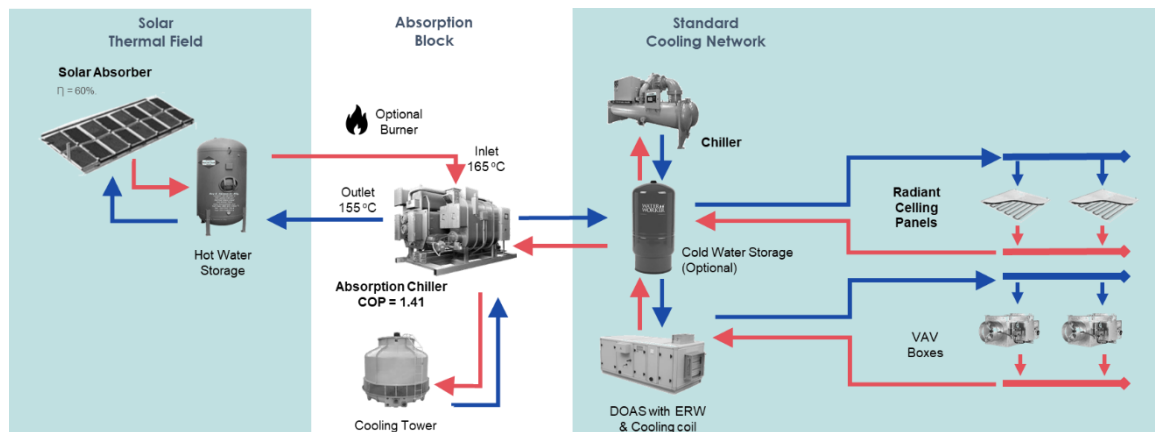 Solar
Thermal Field
Absorption
Block
Standard
Cooling Network
Solar Absorber
Π = 60%.
Optional
Burner
Inlet
165 °C
Chiller
Outlet
155 °C
Radiant
Celling
Panels
Hot Water
Storage
Cold Water Storage
(Optional)
Absorption Chiller
COP = 1.41
VAV
Boxes
Cooling Tower
DOAS with ERW
& Cooling coil